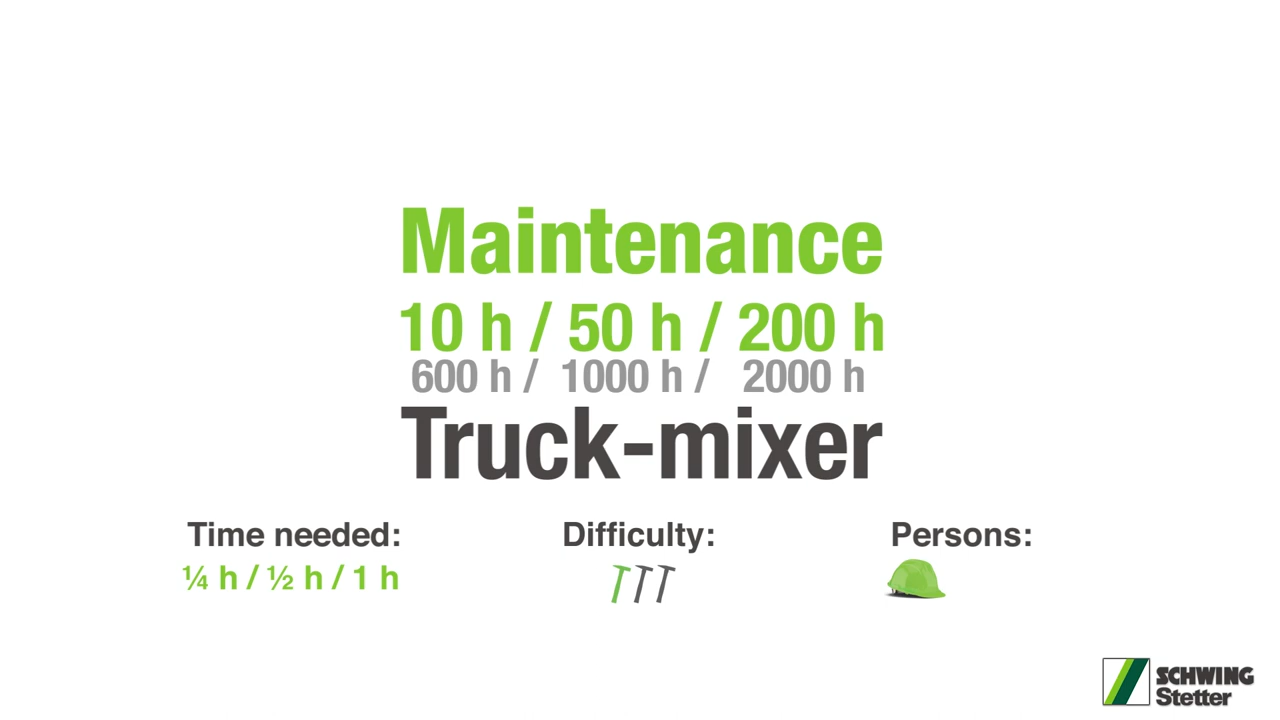 Maintenance
10 h / 50 h / 200 h
600 h / 1000 h / 2000 h
Truck-mixer
Time needed:
¼ h / ½ h / 1 h
Difficulty:
Persons:
SCHWING
Stetter